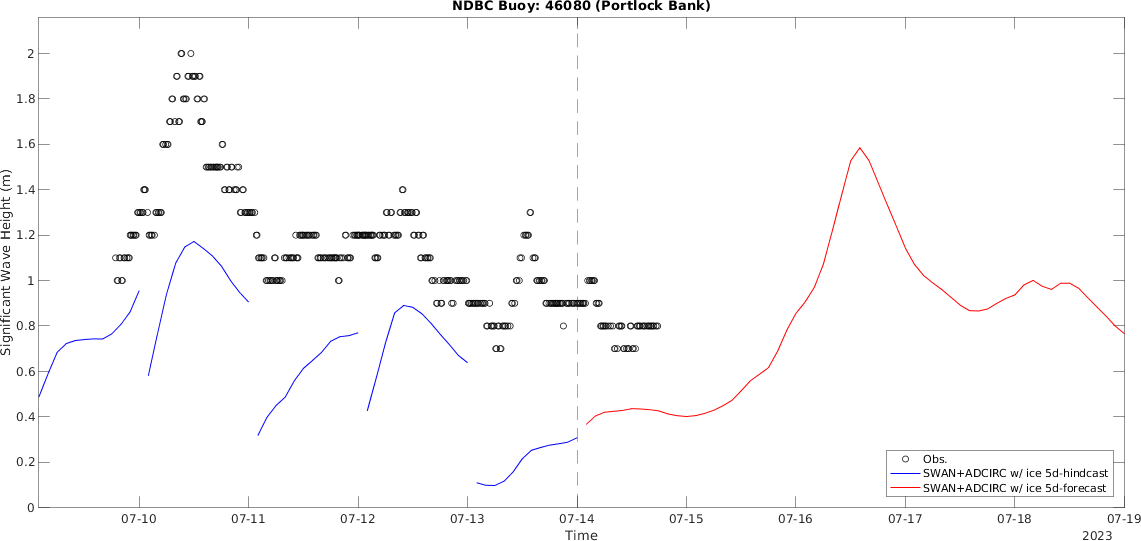 NDBC Buoy: 46080 (Portlock Bank)
Significant Wave Height (m)
2
1.8
1.6
1.4
1.2
1
0.8
0.6
0.4
0.2
0
07-10 07-11 07-12 07-13 07-14 07-15 07-16 07-17 07-18 07-19
Time
2023
Obs.
SWAN+ADCIRC w/ ice 5d-hindcast
SWAN+ADCIRC w/ ice 5d-forecast